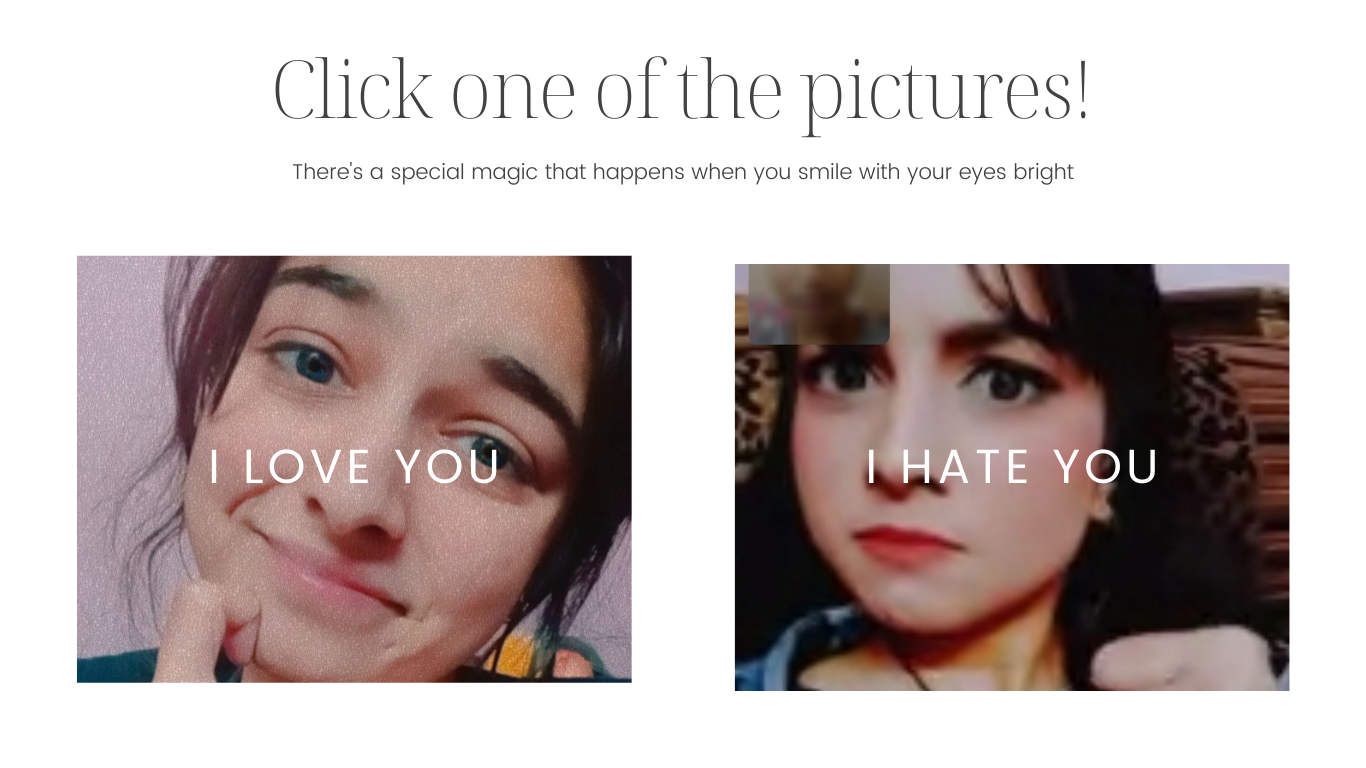 Click one of the pictures!
There's a special magic that happens when you smile with your eyes bright
I LOVE YOU
I HATE YOU